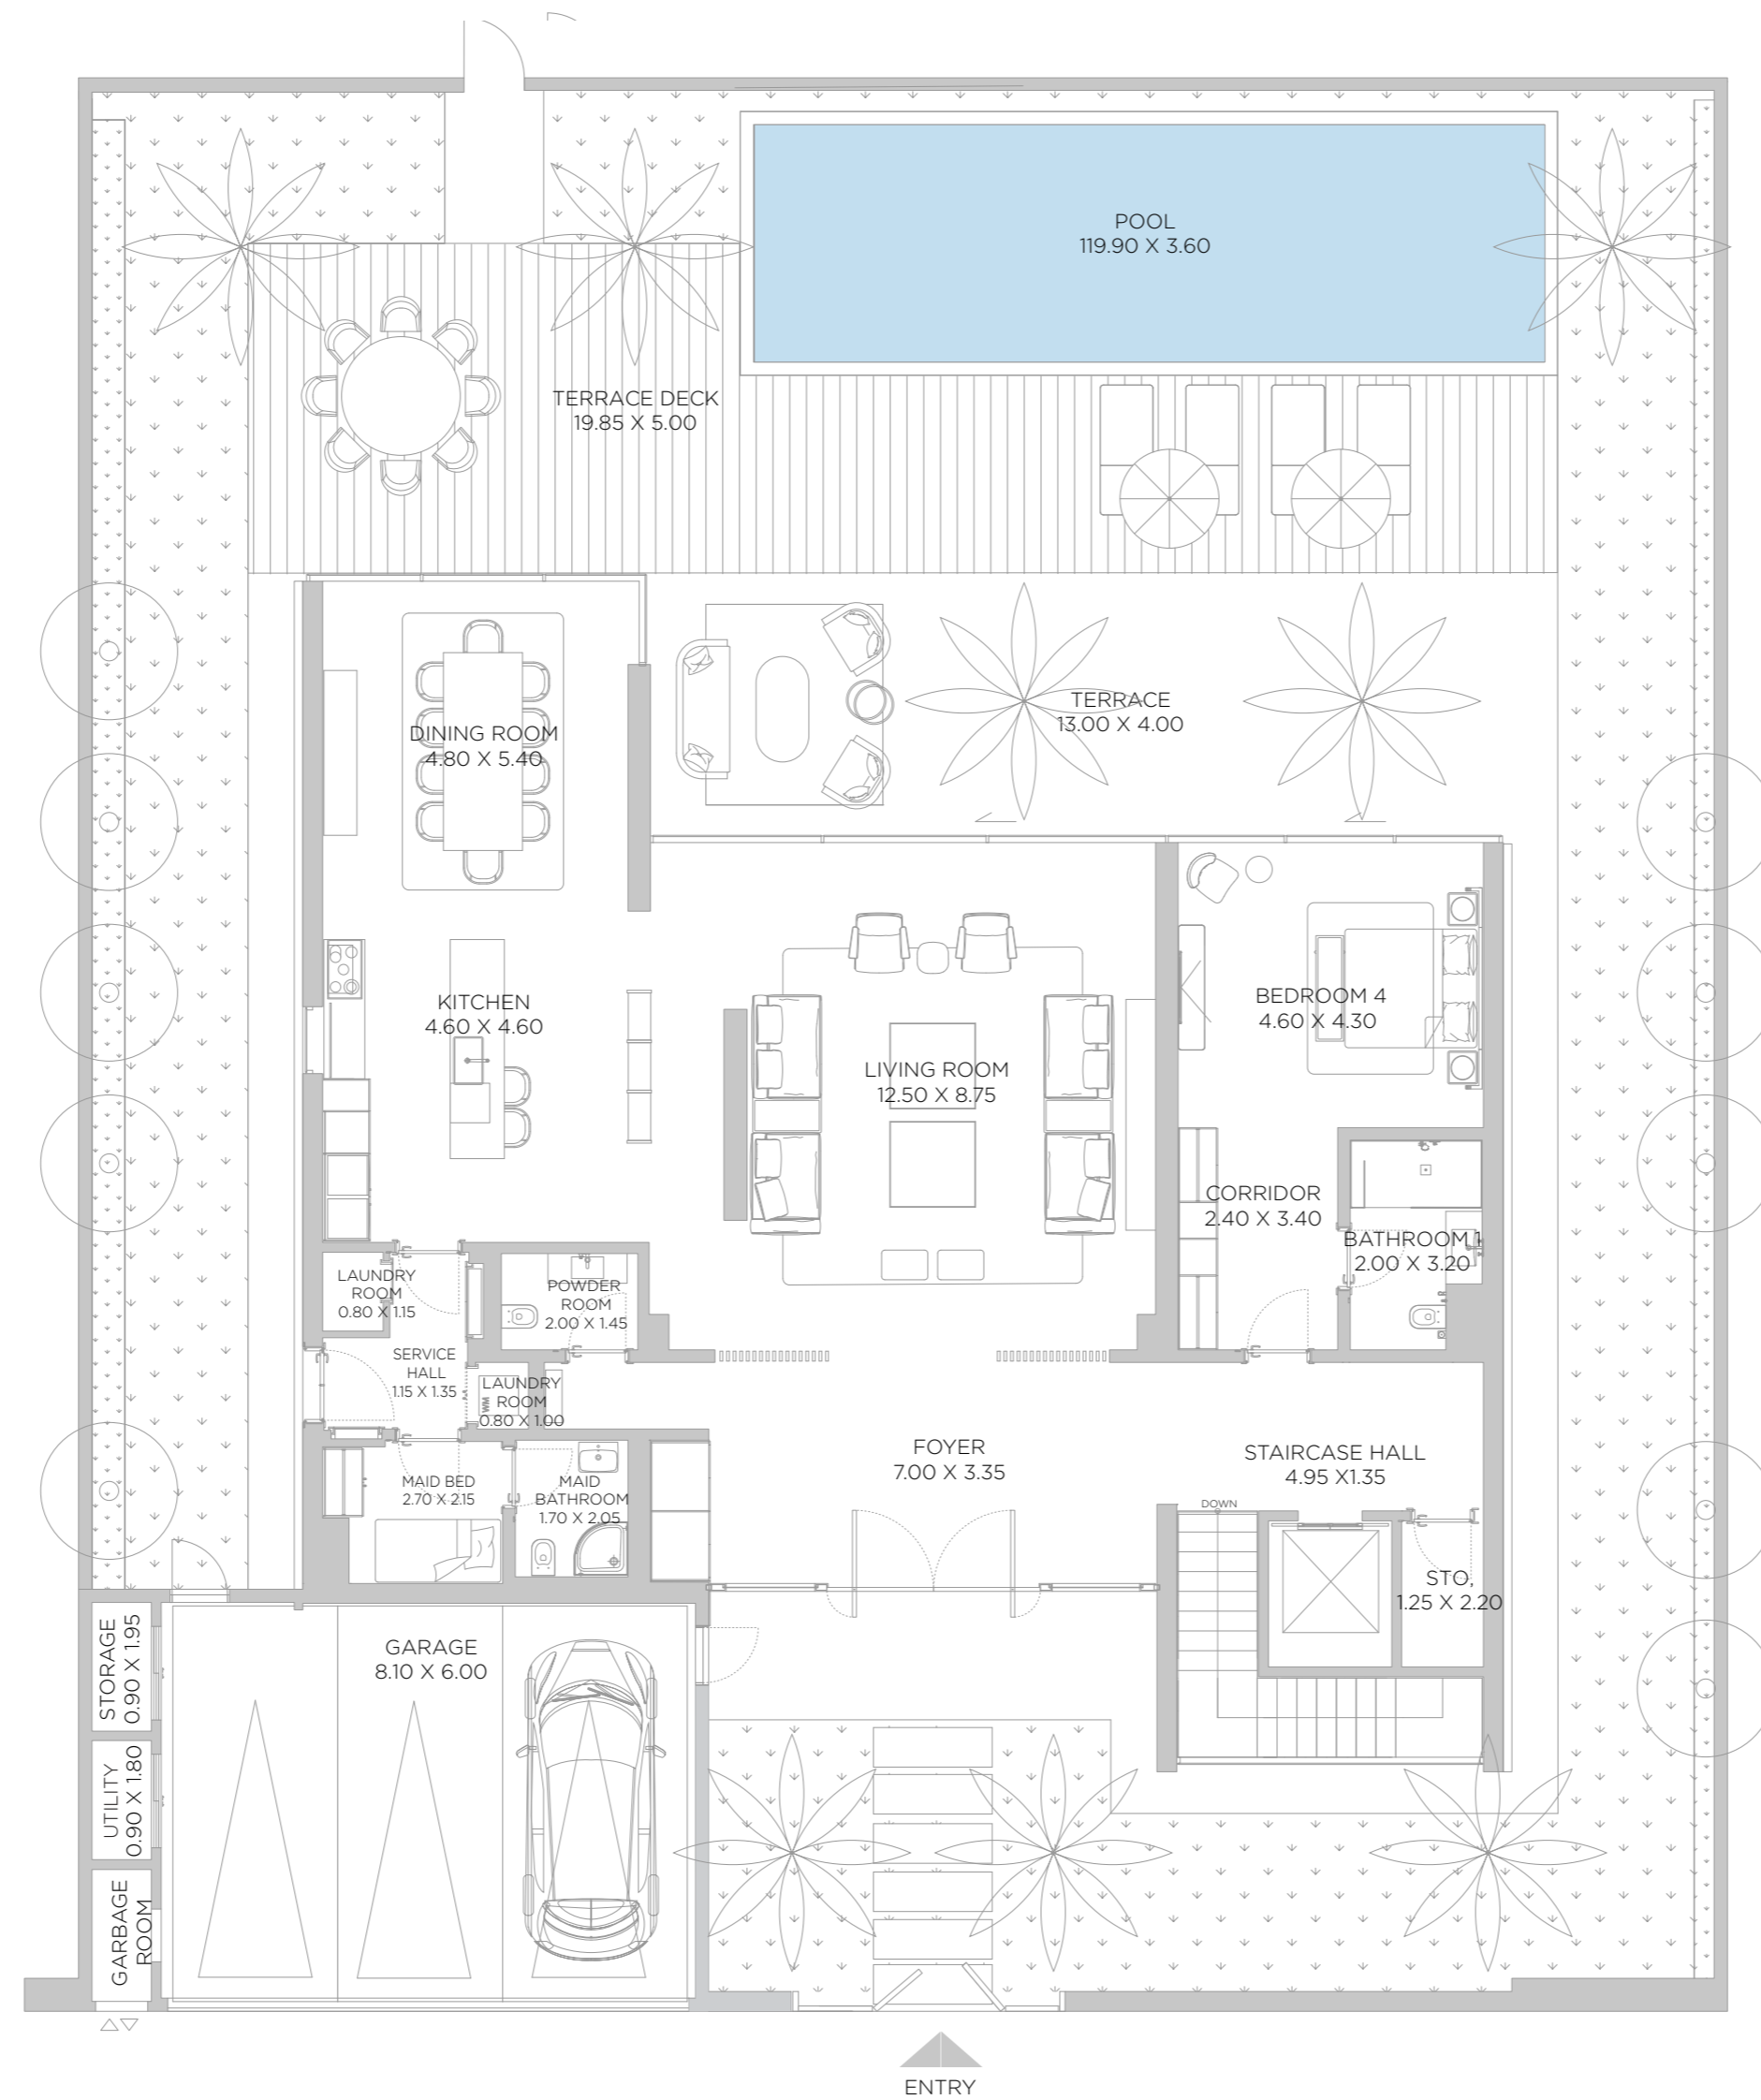 POOL
119.90 X 3.60
TERRACE DECK
19.85 X 5.00
TERRACE
13.00 X 4.00
DINING ROOM
4.80 X 5.40
KITCHEN
4.60 X 4.60
BEDROOM 4
4.60 X 4.30
LIVING ROOM
12.50 X 8.75
CORRIDOR
2.40 X 3.40
BATHROOM 1
2.00 X 3.20
LAUNDRY
ROOM
0.80 X 1.15
POWDER
ROOM
2.00 X 1.45
SERVICE
HALL
1.15 X 1.35
LAUNDRY
ROOM
0.80 X 1.00
WM
FOYER
7.00 X 3.35
STAIRCASE HALL
4.95 X1.35
MAID BED
2.70 X 2.15
MAID
BATHROOM
1.70 X 2.05
DOWN
STO,
1.25 X 2.20
GARAGE
8.10 X 6.00
STORAGE
0.90 X 1.95
UTILITY
0.90 X 1.80
GARBAGE
ROOM
ENTRY